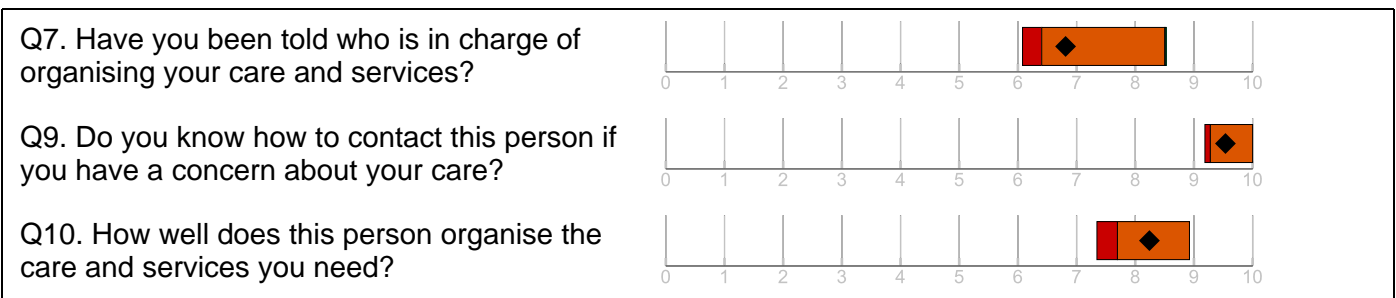 Q7. Have you been told who is in charge of
organising your care and services?
0 1 2 3 4 5 6 7 8 9 10
Q9. Do you know how to contact this person if
you have a concern about your care?
0 1 2 3 4 5 6 7 8 9 10
Q10. How well does this person organise the
care and services you need?
0 1 2 3 4 5 6 7 8 9 10